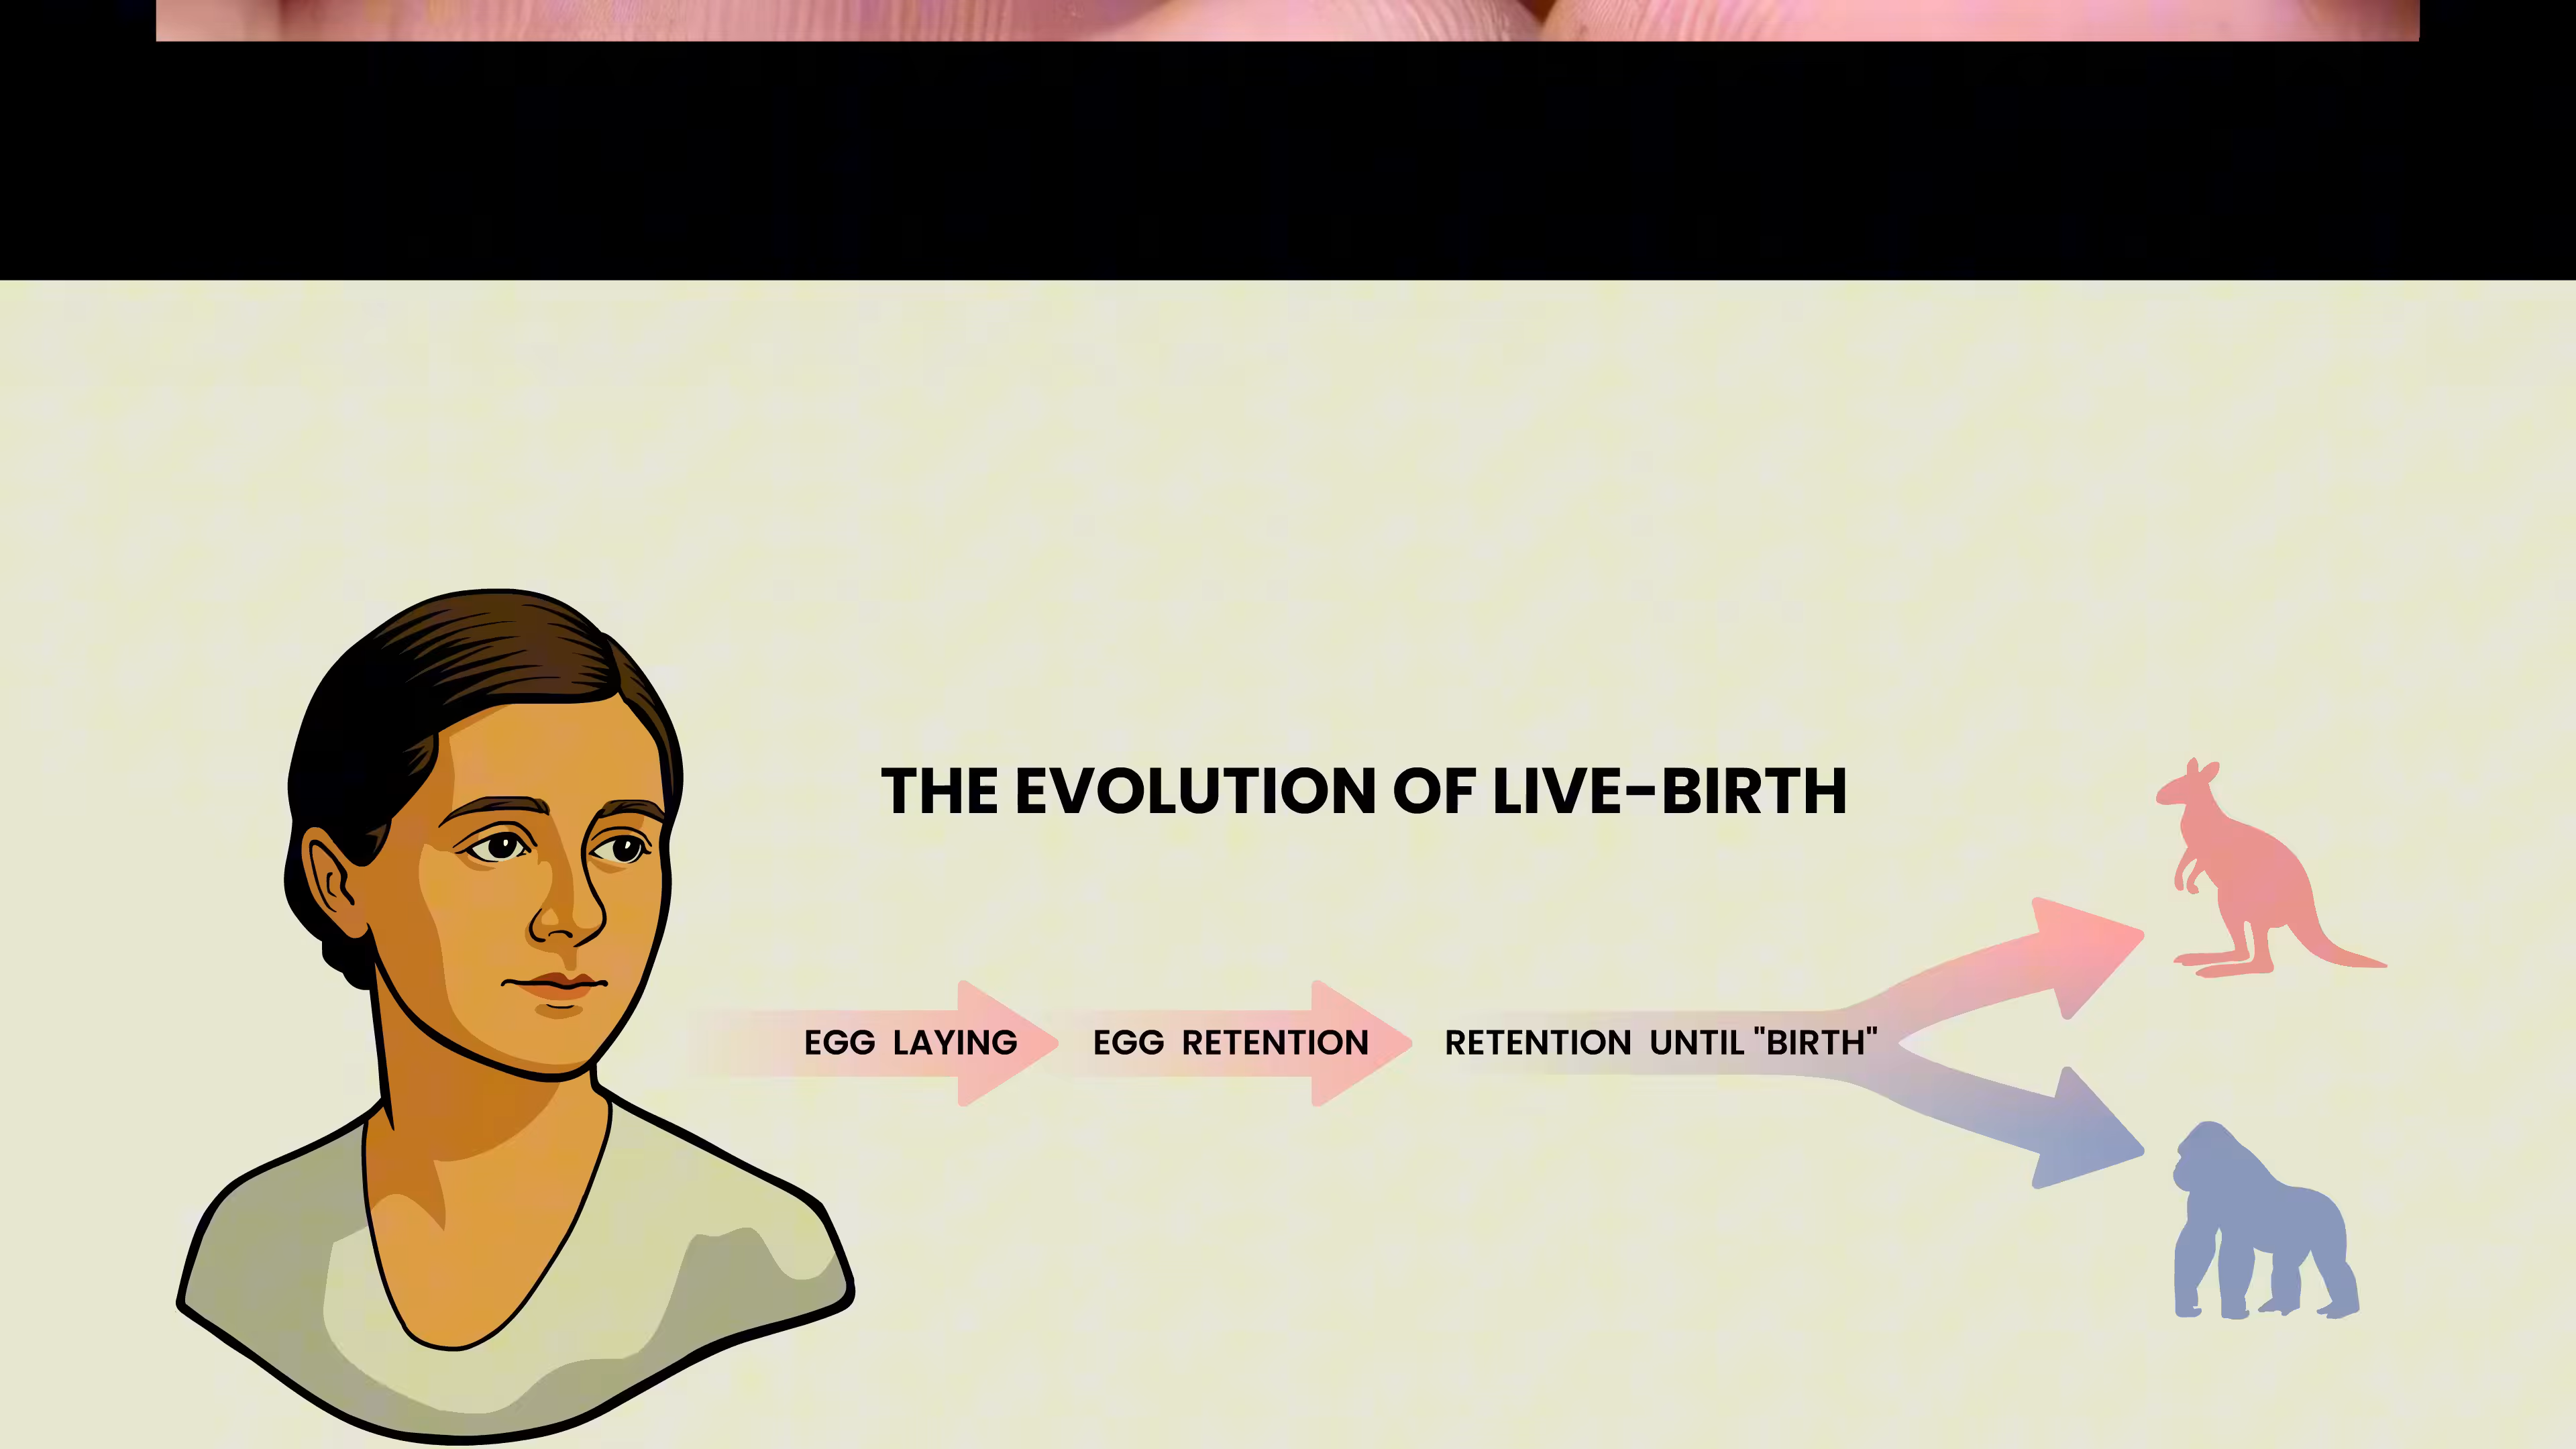 THE EVOLUTION OF LIVE-BIRTH
EGG LAYING
EGG RETENTION
RETENTION UNTIL "BIRTH"